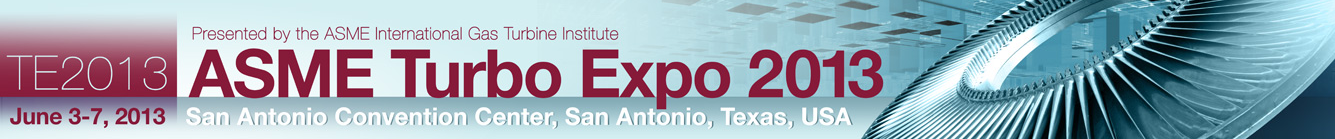 Presented by the ASME International Gas Turbine Institute
TE2013
ASME Turbo Expo 2013
June 3-7, 2013
San Antonio Convention Center, San Antonio, Texas, USA